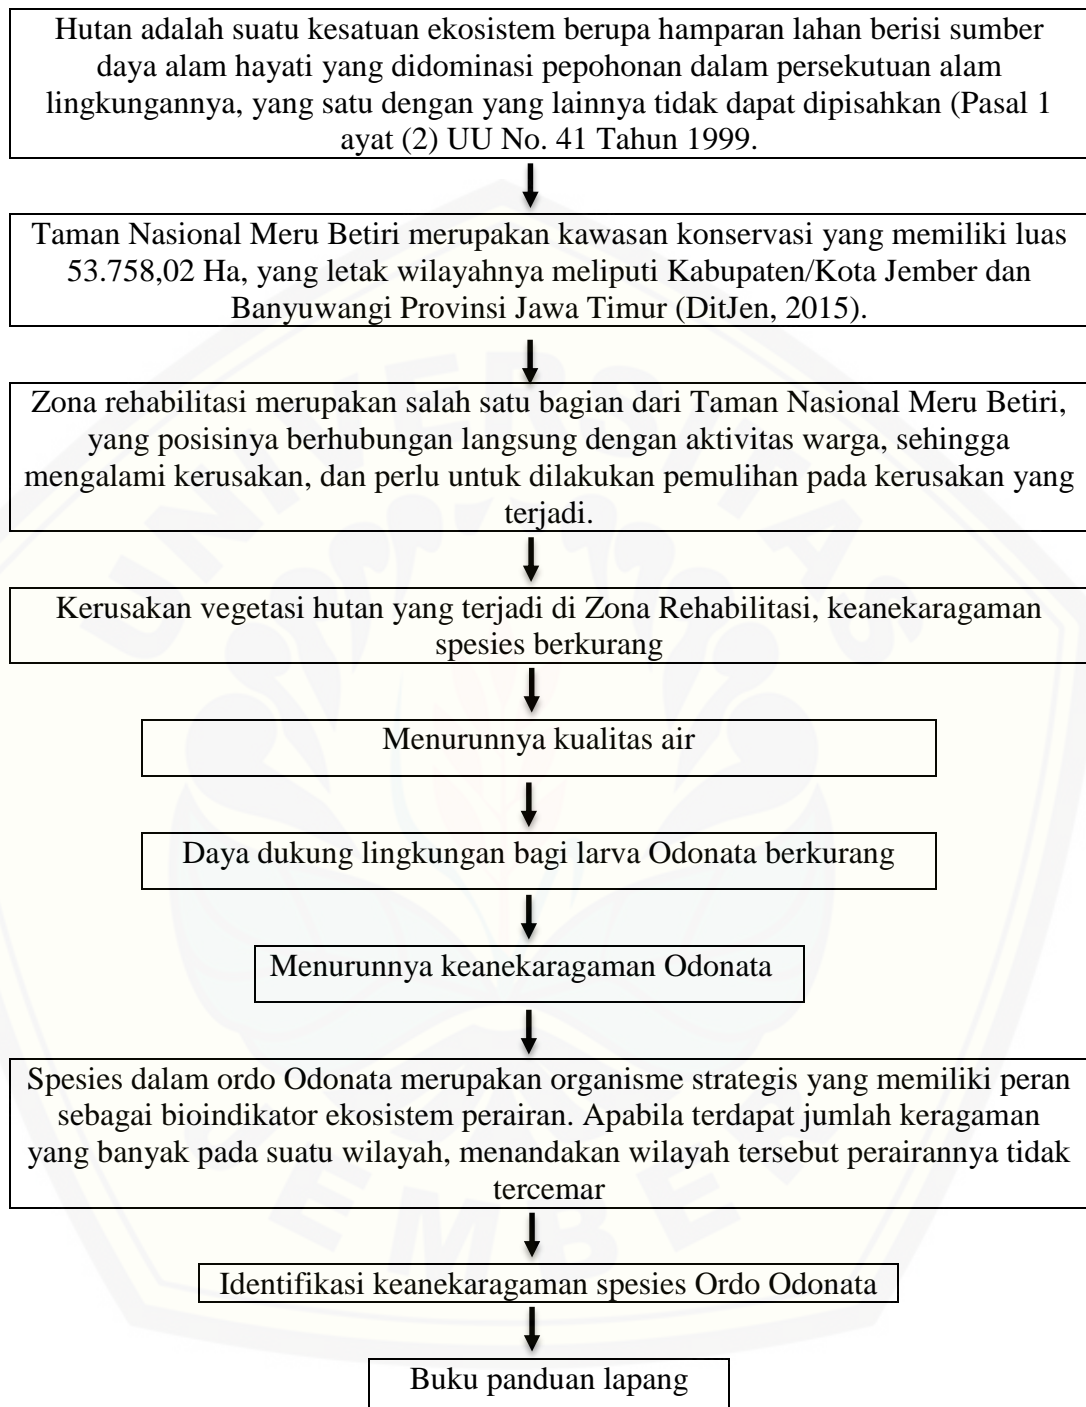 Hutan adalah suatu kesatuan ekosistem berupa hamparan lahan berisi sumber
daya alam hayati yang didominasi pepohonan dalam persekutuan alam
lingkungannya, yang satu dengan yang lainnya tidak dapat dipisahkan (Pasal 1
ayat (2) UU No. 41 Tahun 1999.
Taman Nasional Meru Betiri merupakan kawasan konservasi yang memiliki luas
53.758,02 Ha, yang letak wilayahnya meliputi Kabupaten/Kota Jember dan
Banyuwangi Provinsi Jawa Timur (DitJen, 2015).
Zona rehabilitasi merupakan salah satu bagian dari Taman Nasional Meru Betiri,
yang posisinya berhubungan langsung dengan aktivitas warga, sehingga
mengalami kerusakan, dan perlu untuk dilakukan pemulihan pada kerusakan yang
terjadi.
Kerusakan vegetasi hutan yang terjadi di Zona Rehabilitasi, keanekaragaman
spesies berkurang
Menurunnya kualitas air
Daya dukung lingkungan bagi larva Odonata berkurang
Menurunnya keanekaragaman Odonata
Spesies dalam ordo Odonata merupakan organisme strategis yang memiliki peran
sebagai bioindikator ekosistem perairan. Apabila terdapat jumlah keragaman
yang banyak pada suatu wilayah, menandakan wilayah tersebut perairannya tidak
tercemar
Identifikasi keanekaragaman spesies Ordo Odonata
Buku panduan lapang
UNIVERSITAS
JEMBER